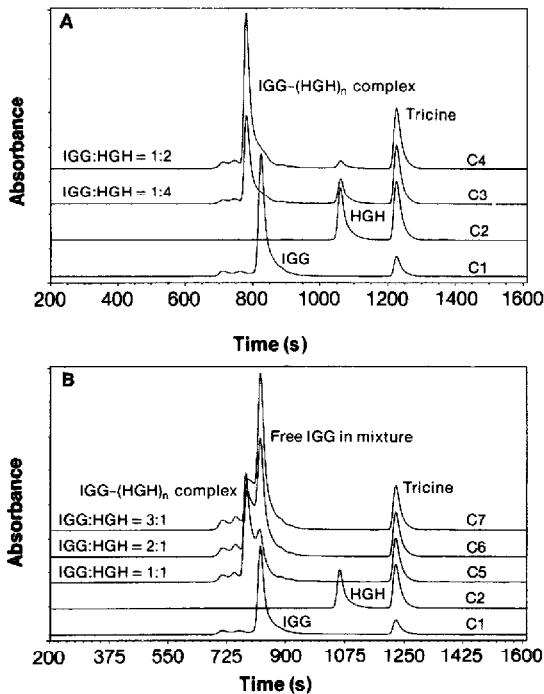 A
IGG-(HGH)n complex
Tricine
IGG:HGH = 1:2
C4
IGG:HGH = 1:4
C3
HGH
C2
IGG
C1
Absorbance
200 400 600 800 1000 1200 1400 1600
Time (s)
B
Free IGG in mixture
IGG-(HGH)n complex
Tricine
IGG:HGH = 3:1
C7
IGG:HGH = 2:1
C6
IGG:HGH = 1:1
C5
HGH
C2
IGG
C1
Absorbance
200 375 550 725 900 1075 1250 1425 1600
Time (s)